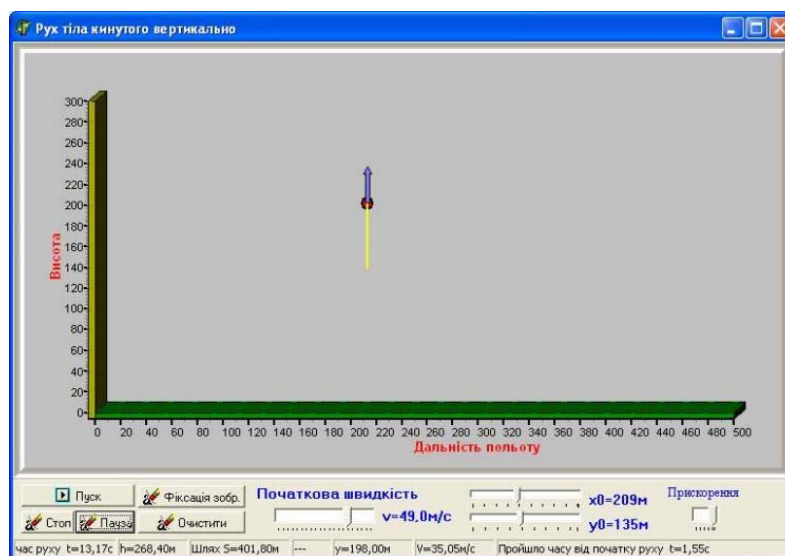 Рух тіла кинутого вертикально
300
280
260
240
220
200
180
160
140
120
100
80
60
40
20
0
Висота
0 20 40 60 80 100 120 140 160 180 200 220 240 260 280 300 320 340 360 380 400 420 440 460 480 500
Дальність польоту
Пуск
Фіксація зобр.
Стоп
Пауза
Очистити
Початкова швидкість
v=49,0м/с
x0=209м
y0=135м
Прискорення
час руху t=13,17с h=268,40м Шлях S=401,80м --- y=198,00м V=35,05м/с Пройшло часу від початку руху t=1,55с